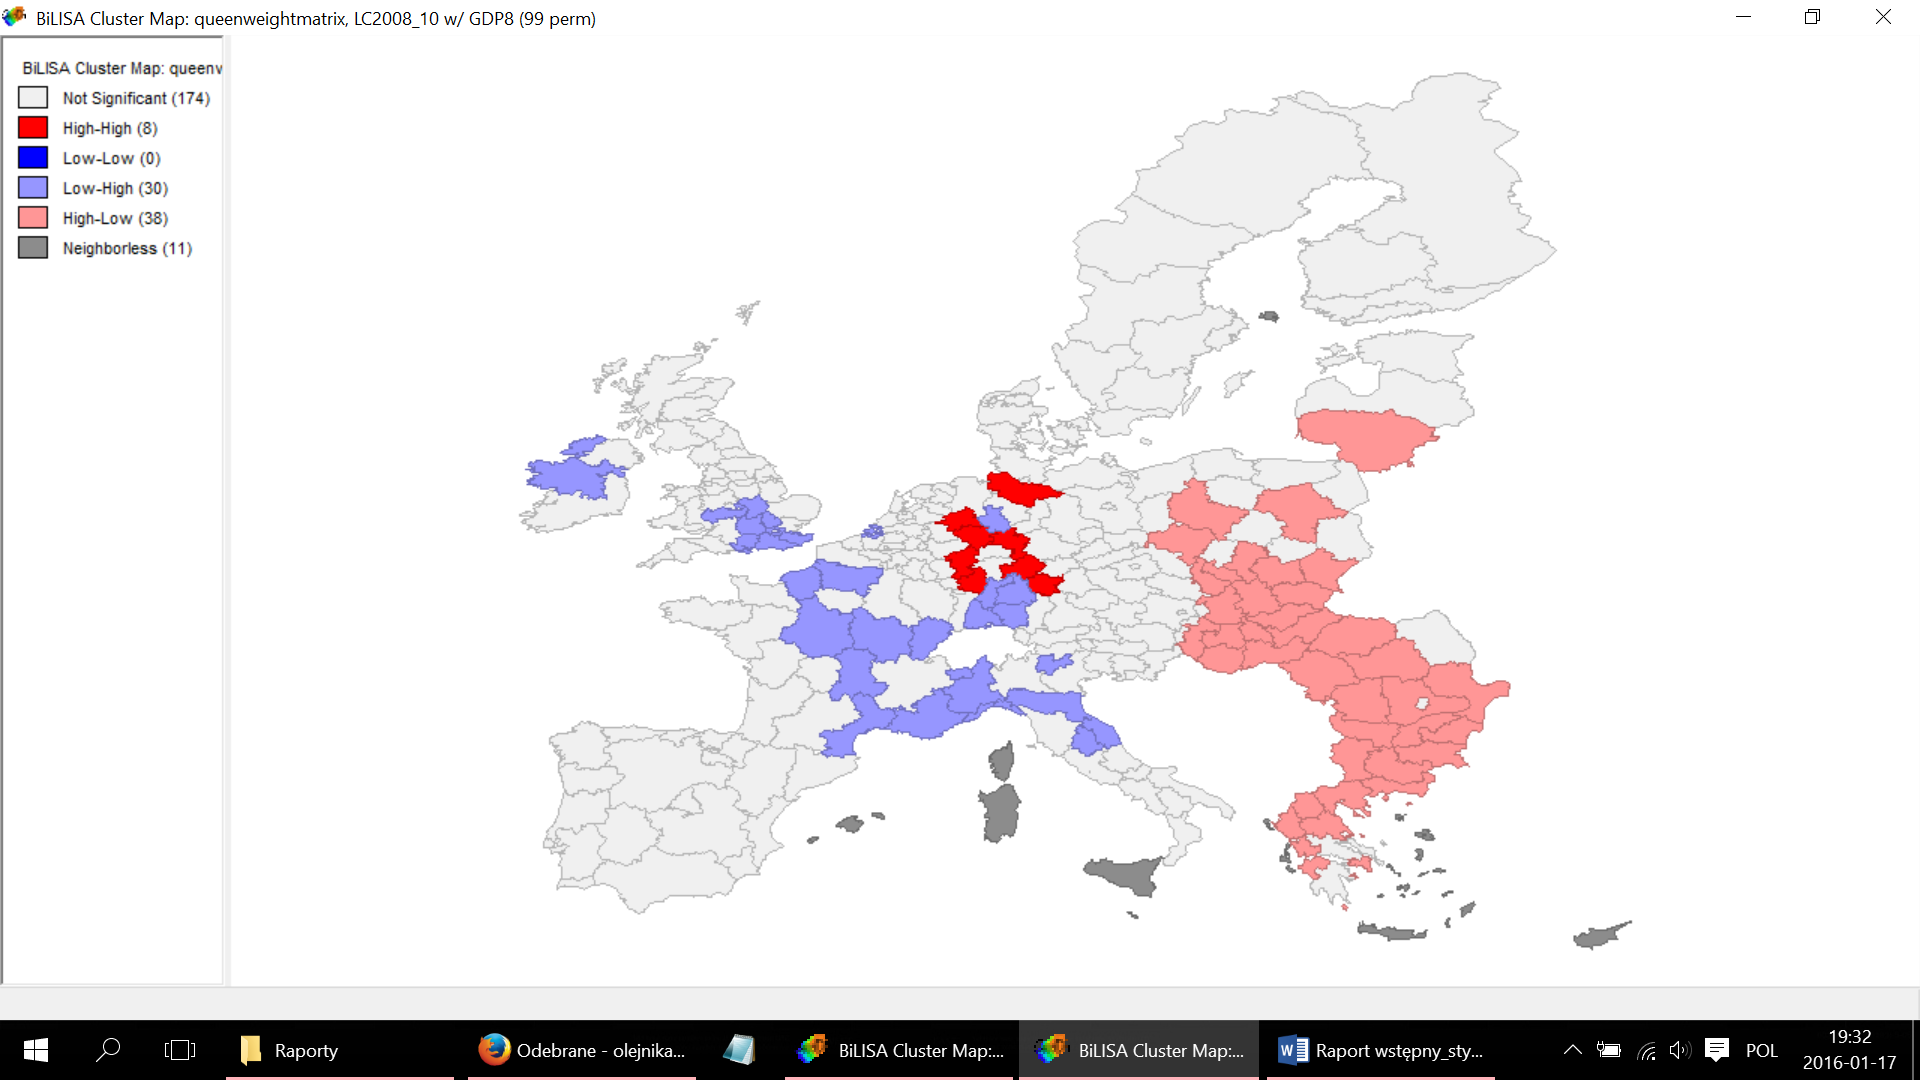 BiLISA Cluster Map: queenweightmatrix, LC2008_10 w/ GDP8 (99 perm)
BiLISA Cluster Map: queenw
Not Significant (174)
High-High (8)
Low-Low (0)
Low-High (30)
High-Low (38)
Neighborless (11)
Raporty
Odebrane - olejnika...
BiLISA Cluster Map:...
BiLISA Cluster Map:...
Raport wstępny_sty...
POL
19:32
2016-01-17